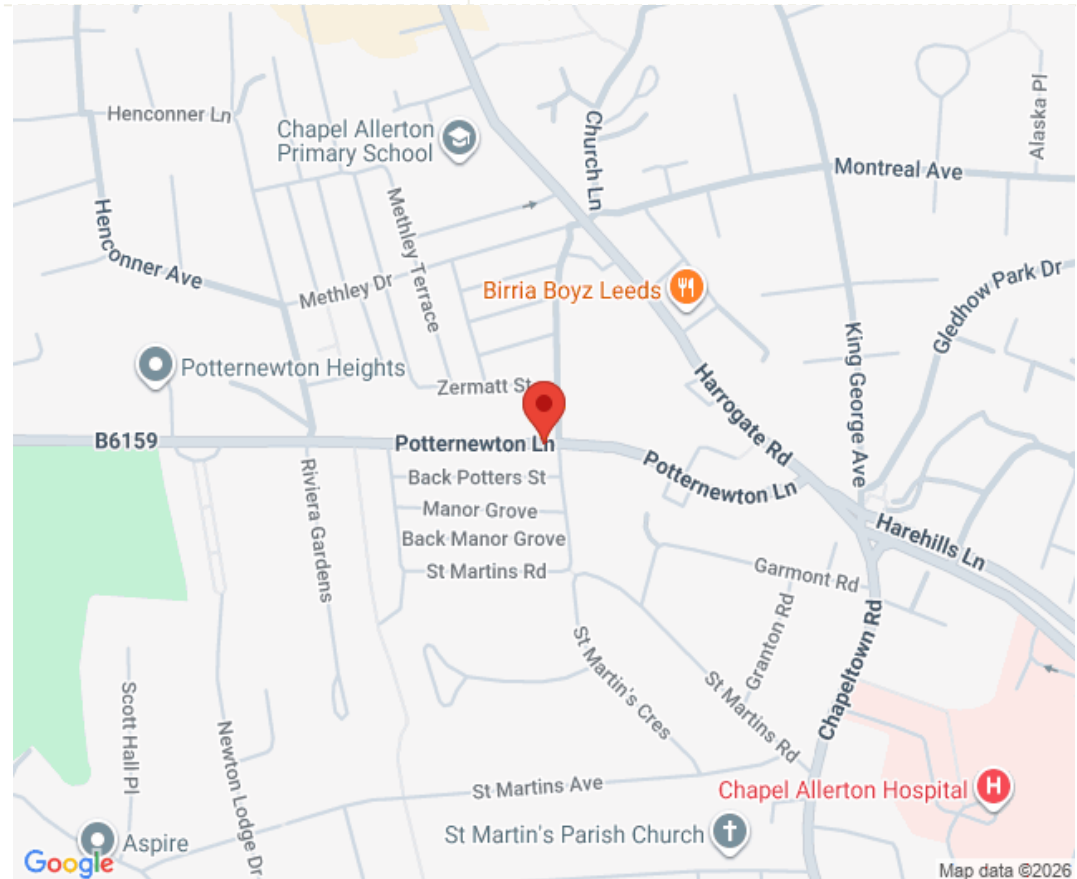 Henconner Ln
Chapel Allerton
Primary School
Church Ln
Alaska Pl
Montreal Ave
Henconner Ave
Methley Terrace
Methley Dr
Birria Boyz Leeds
Gledhow Park Dr
King George Ave
Potternewton Heights
Zermatt St
Harrogate Rd
B6159
Potternewton Ln
Potternewton Ln
Back Potters St
Manor Grove
Back Manor Grove
St Martins Rd
Riviera Gardens
Harehills Ln
Garmont Rd
Granton Rd
St Martin's Cres
St Martins Rd
Chapeltown Rd
Scott Hall Pl
Newton Lodge Dr
St Martins Ave
Chapel Allerton Hospital
H
St Martin's Parish Church
Aspire
Google
Map data ©2026